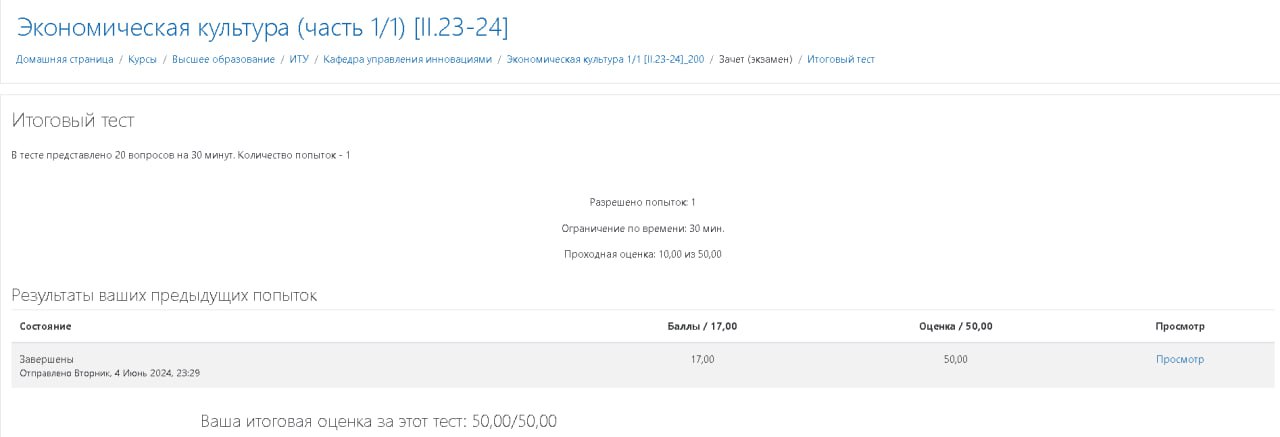 Экономическая культура (часть 1/1) [II.23-24]
Домашняя страница / Курсы / Высшее образование / ИТУ / Кафедра управления инновациями / Экономическая культура 1/1 [II.23-24]_200 / Зачет (экзамен) / Итоговый тест
Итоговый тест
В тесте представлено 20 вопросов на 30 минут. Количество попыток - 1
Разрешено попыток: 1
Ограничение по времени: 30 мин.
Проходная оценка: 10,00 из 50,00
Результаты ваших предыдущих попыток
Состояние Баллы / 17,00 Оценка / 50,00 Просмотр
Завершены 17,00 50,00 Просмотр
Отправлено Вторник, 4 Июнь 2024, 23:29
Ваша итоговая оценка за этот тест: 50,00/50,00